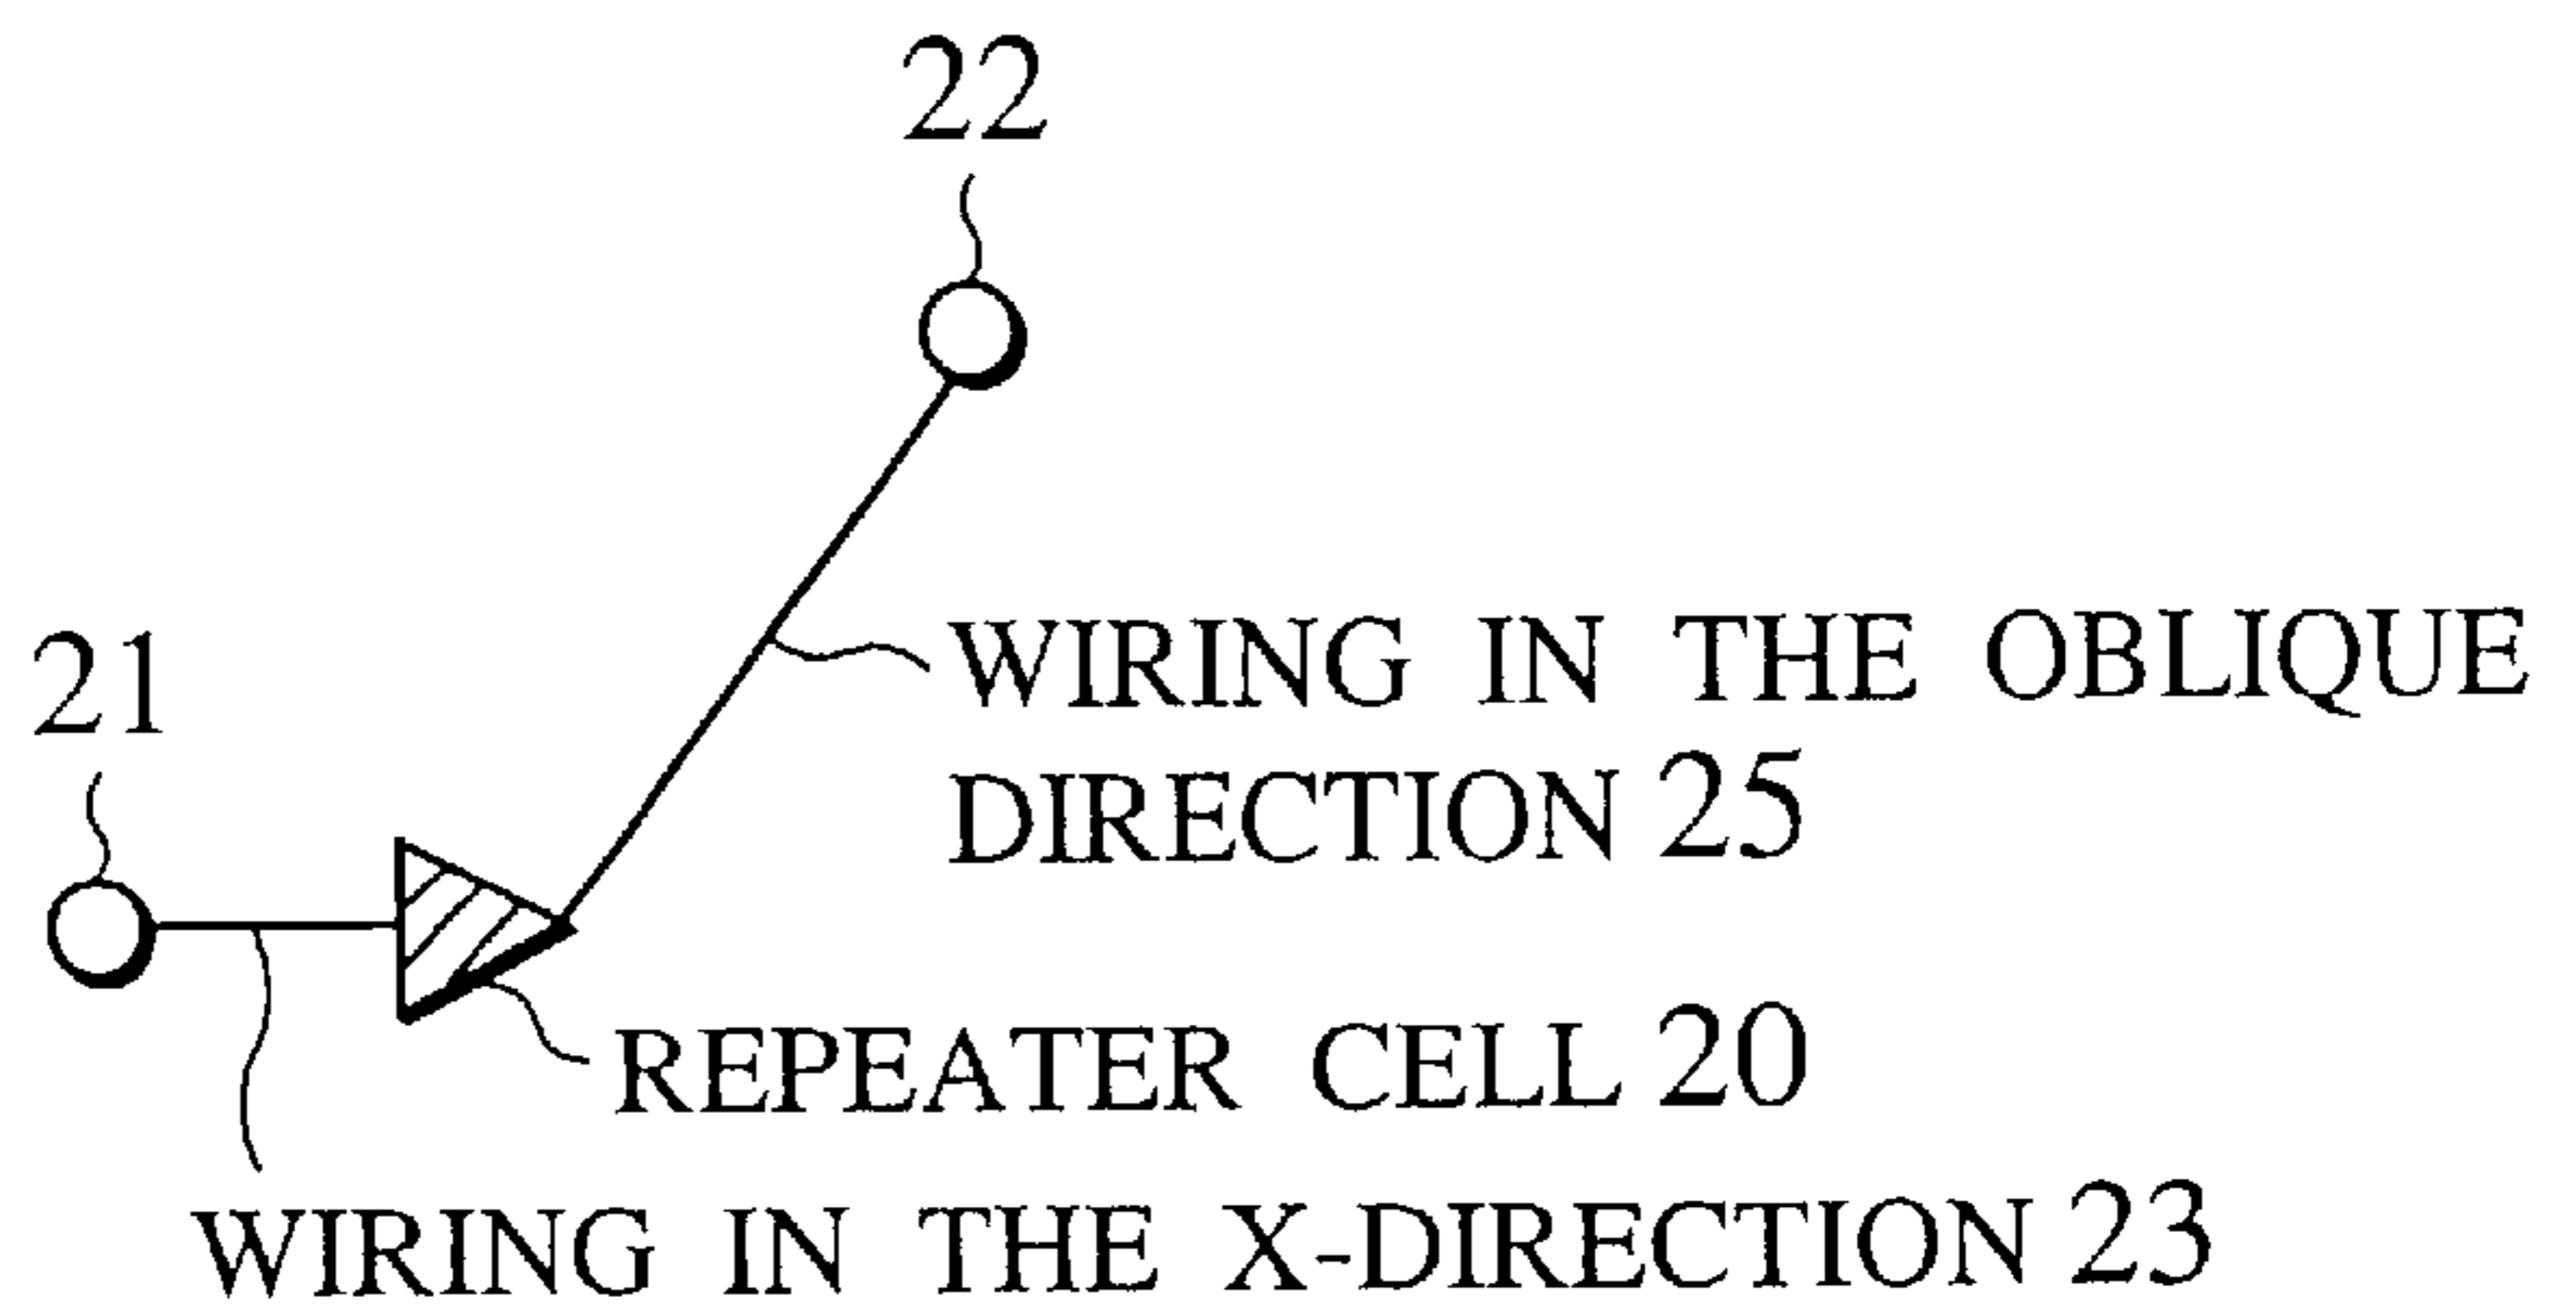 22
21
WIRING IN THE OBLIQUE
DIRECTION 25
REPEATER CELL 20
WIRING IN THE X-DIRECTION 23